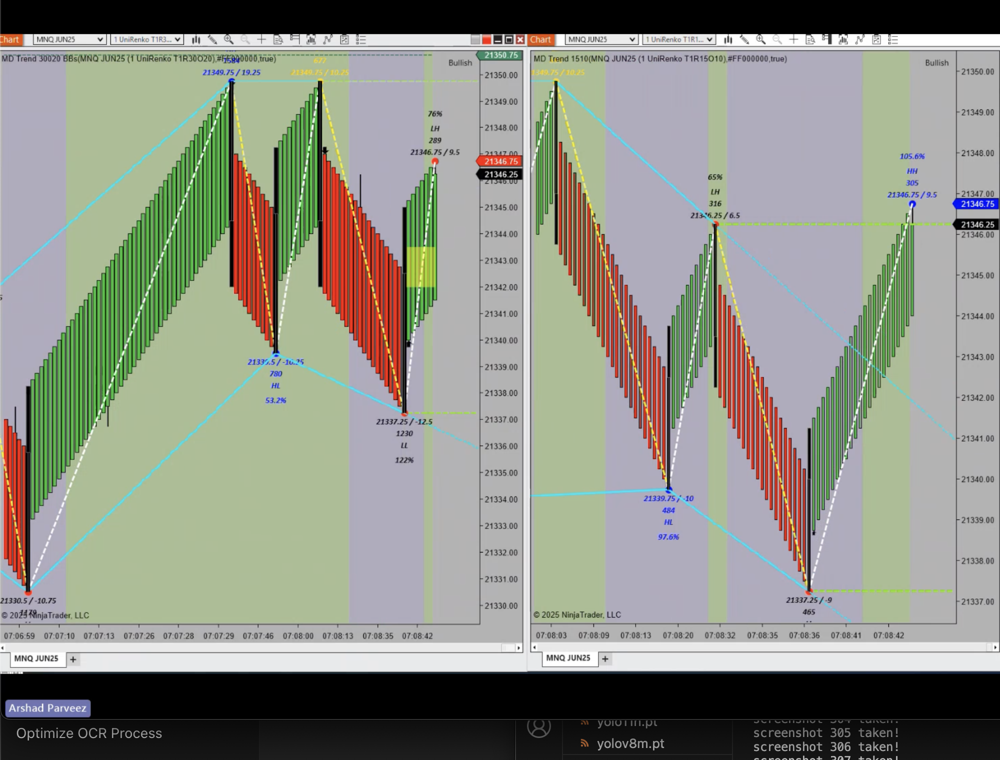 Chart
MNQ JUN25
1 UniRenko T1R3...
Chart
MNQ JUN25
1 UniRenko T1R1...
MD Trend 30020 BBs(MNQ JUN25 (1 UniRenko T1R30O20),#FF000000,true)
Bullish
21349.75 / 19.25
21349.75 / 10.25
76%
LH
289
21346.75 / 9.5
21339.5 / -10.25
780
HL
53.2%
21337.25 / -12.5
1230
LL
122%
21330.5 / -10.75
1179
© 2025 NinjaTrader, LLC
21350.75
21350.00
21349.00
21348.00
21346.75
21346.25
21345.00
21344.00
21343.00
21342.00
21341.00
21340.00
21339.00
21338.00
21337.00
21336.00
21335.00
21334.00
21333.00
21332.00
21331.00
21330.00
07:06:59
07:07:10
07:07:13
07:07:26
07:07:28
07:07:29
07:07:46
07:08:00
07:08:13
07:08:35
07:08:42
MNQ JUN25 +
MD Trend 1510(MNQ JUN25 (1 UniRenko T1R15O10),#FF000000,true)
Bullish
65%
LH
316
21346.25 / 6.5
105.6%
HH
305
21346.75 / 9.5
21339.75 / -10
484
HL
97.6%
21337.25 / -9
465
© 2025 NinjaTrader, LLC
21350.00
21349.00
21348.00
21347.00
21346.75
21346.25
21345.00
21344.00
21343.00
21342.00
21341.00
21340.00
21339.00
21338.00
21337.00
07:08:03
07:08:09
07:08:13
07:08:20
07:08:32
07:08:35
07:08:36
07:08:41
07:08:42
MNQ JUN25 +
Arshad Parveez
Optimize OCR Process
yolo11n.pt
yolov8m.pt
screenshot 304 taken!
screenshot 305 taken!
screenshot 306 taken!
screenshot 307 taken!